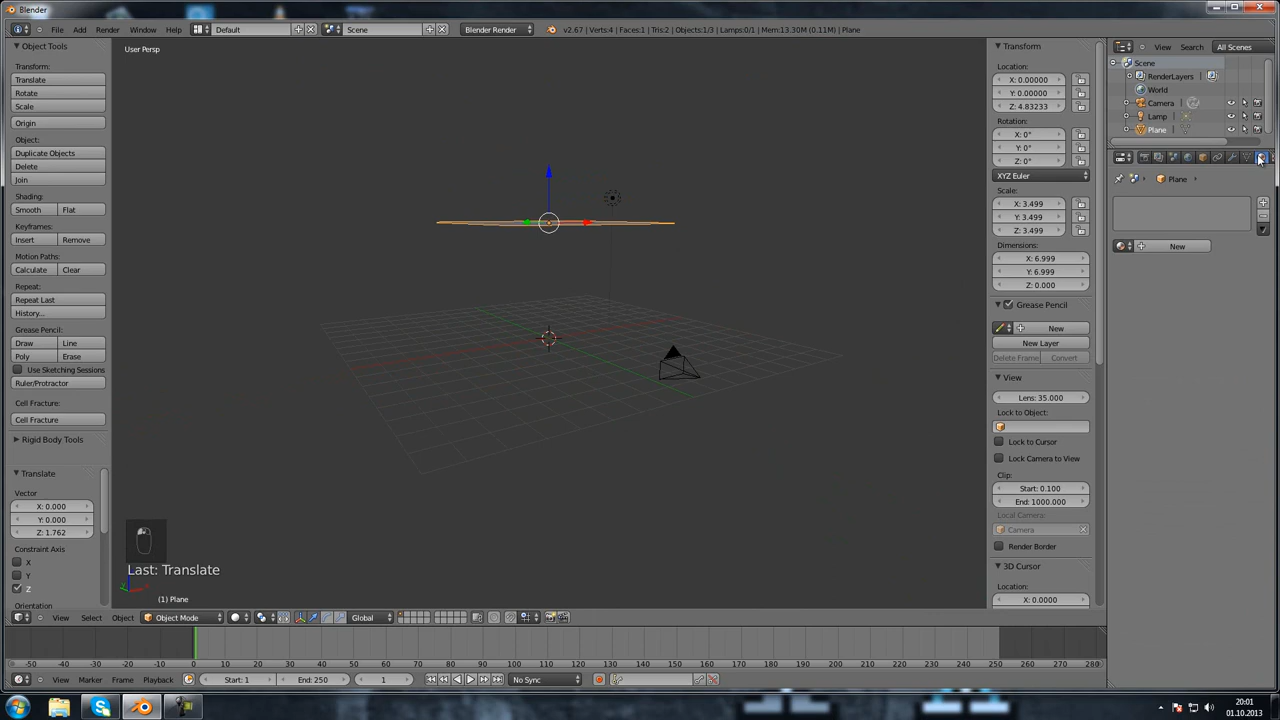 Blender
File Add Render Window Help Default Scene Blender Render v2.67 | Verts:4 | Faces:1 | Tris:2 | Objects:1/3 | Lamps:0/1 | Mem:13.30M (0.11M) | Plane
Object Tools
Transform:
Translate
Rotate
Scale
Origin
Object:
Duplicate Objects
Delete
Join
Shading:
Smooth Flat
Keyframes:
Insert Remove
Motion Paths:
Calculate Clear
Repeat:
Repeat Last
History...
Grease Pencil:
Draw Line
Poly Erase
Use Sketching Sessions
Ruler/Protractor
Cell Fracture:
Cell Fracture
Rigid Body Tools
Translate
Vector
X: 0.000
Y: 0.000
Z: 1.762
Constraint Axis
X
Y
Z
Orientation
User Persp
Last: Translate
(1) Plane
Transform
Location:
X: 0.00000
Y: 0.00000
Z: 4.83233
Rotation:
X: 0°
Y: 0°
Z: 0°
XYZ Euler
Scale:
X: 3.499
Y: 3.499
Z: 3.499
Dimensions:
X: 6.999
Y: 6.999
Z: 0.000
Grease Pencil
New
New Layer
Delete Frame Convert
View
Lens: 35.000
Lock to Object:
Lock to Cursor
Lock Camera to View
Clip:
Start: 0.100
End: 1000.000
Local Camera:
Camera
Render Border
3D Cursor
Location:
X: 0.0000
View Search All Scenes
Scene
RenderLayers
World
Camera
Lamp
Plane
Plane
New
View Select Object Object Mode Global
-50 -40 -30 -20 -10 0 10 20 30 40 50 60 70 80 90 100 110 120 130 140 150 160 170 180 190 200 210 220 230 240 250 260 270 280
View Marker Frame Playback Start: 1 End: 250 1 No Sync
20:01
01.10.2013